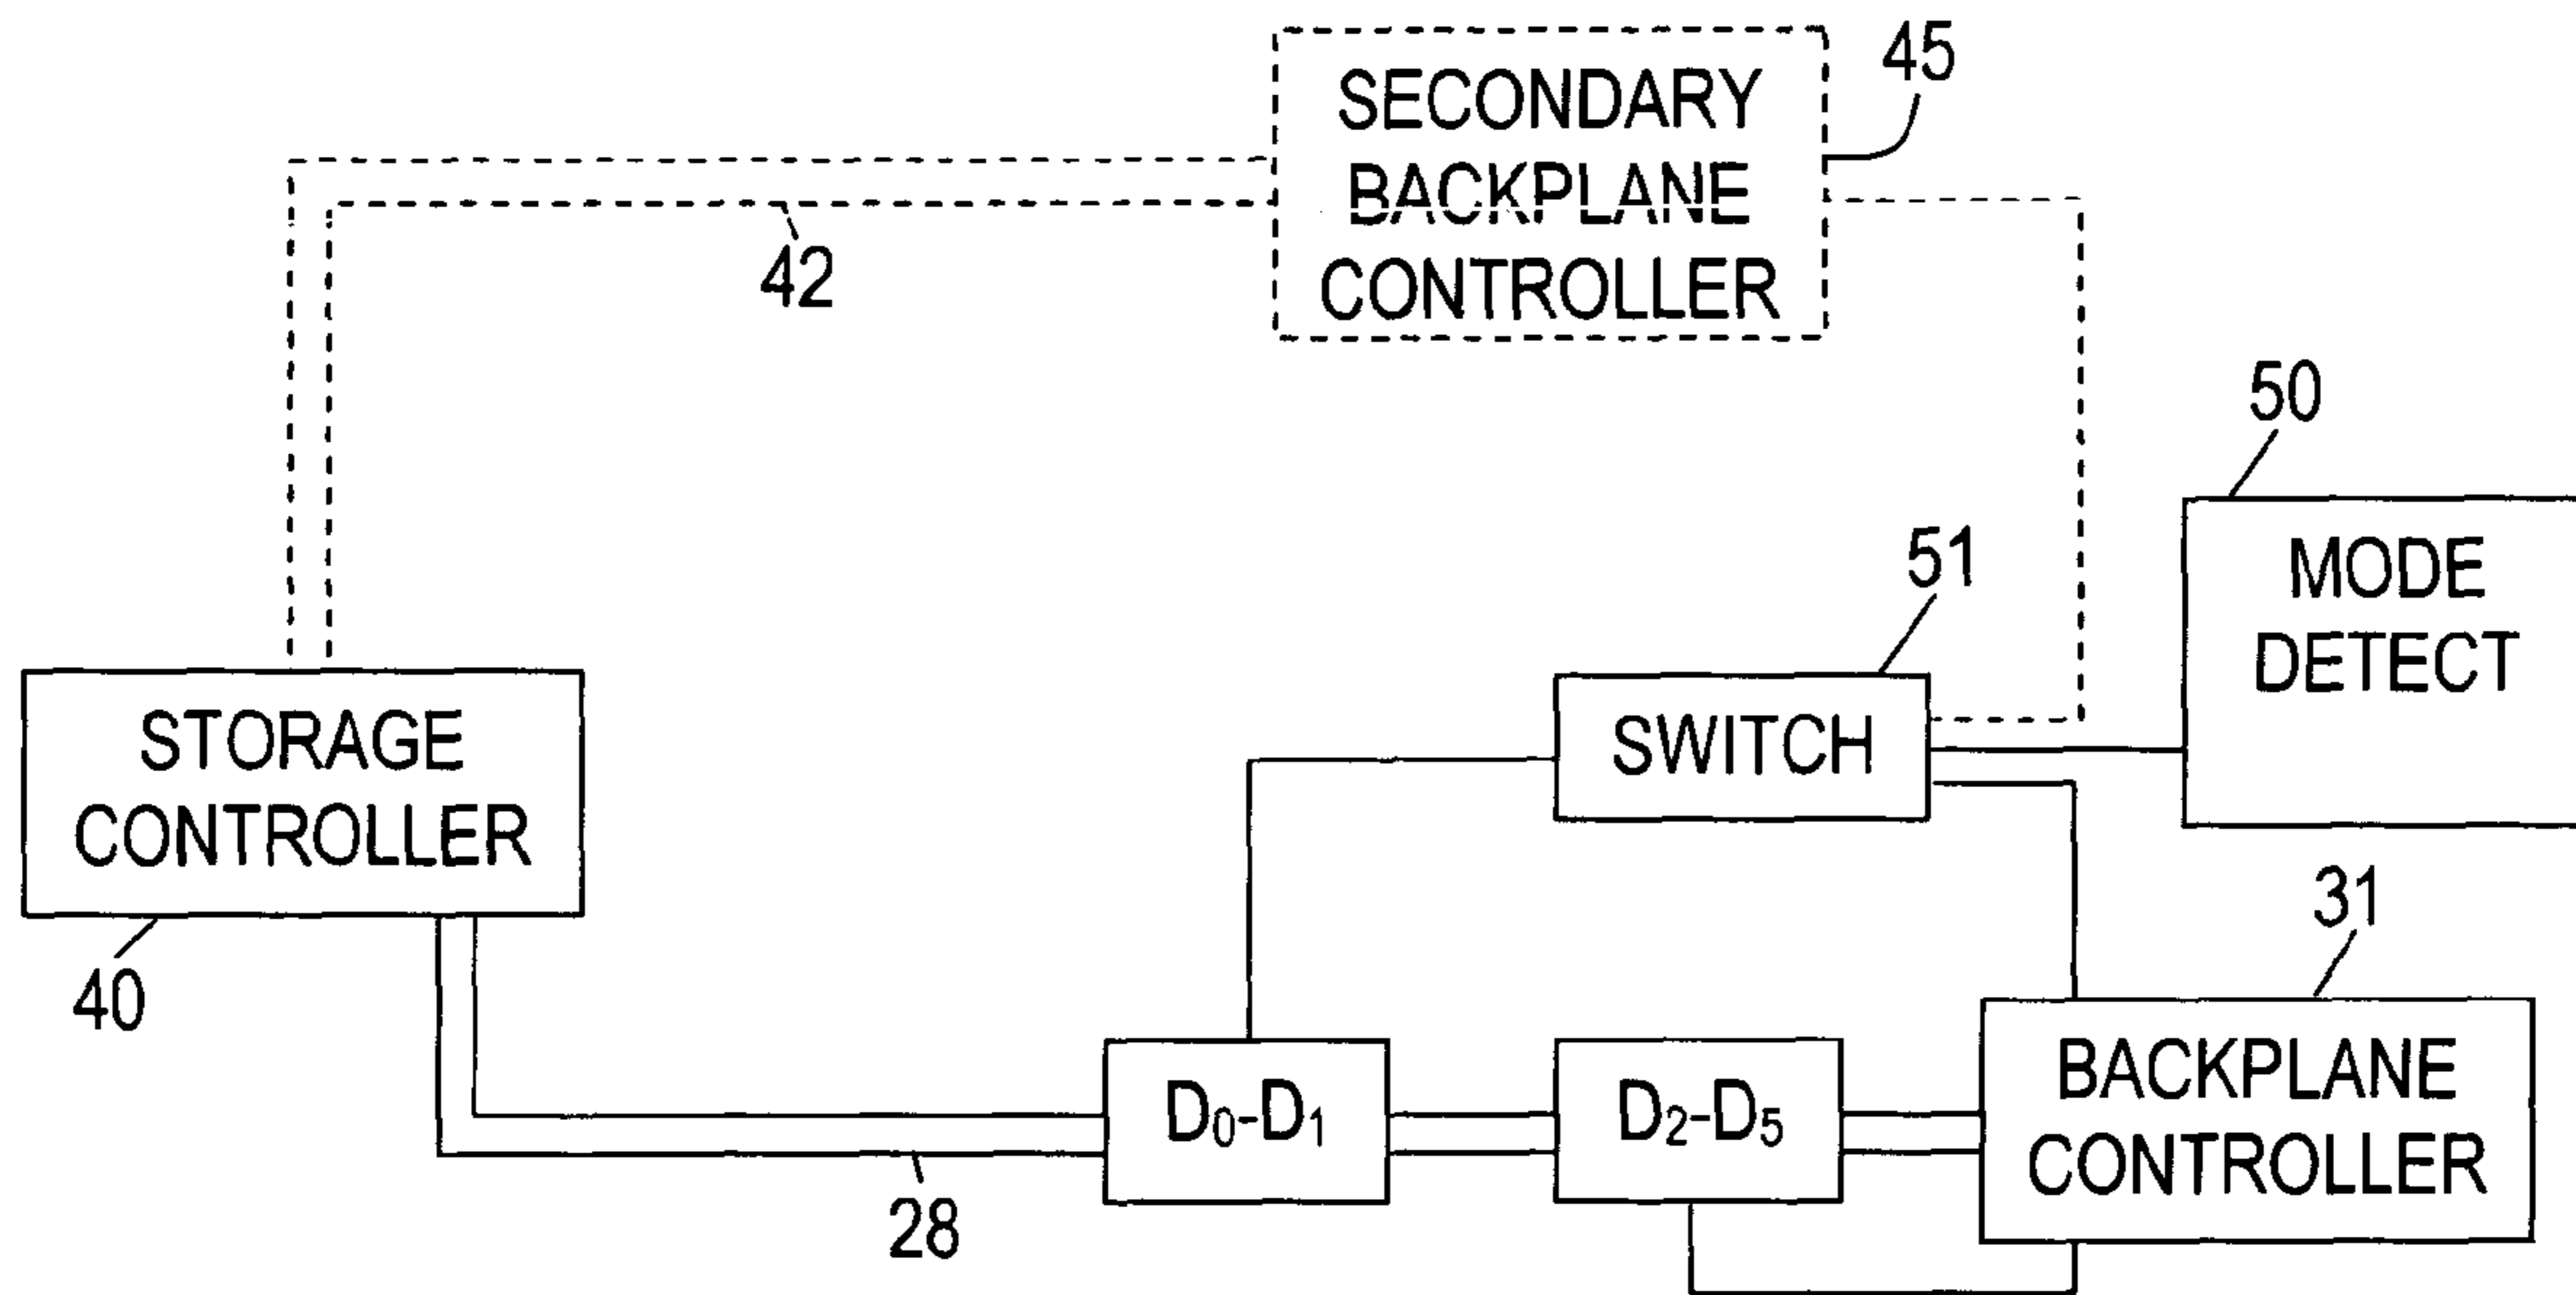 SECONDARY
BACKPLANE
CONTROLLER
45
42
50
MODE
DETECT
51
SWITCH
STORAGE
CONTROLLER
40
31
BACKPLANE
CONTROLLER
D₀-D₁
D₂-D₅
28